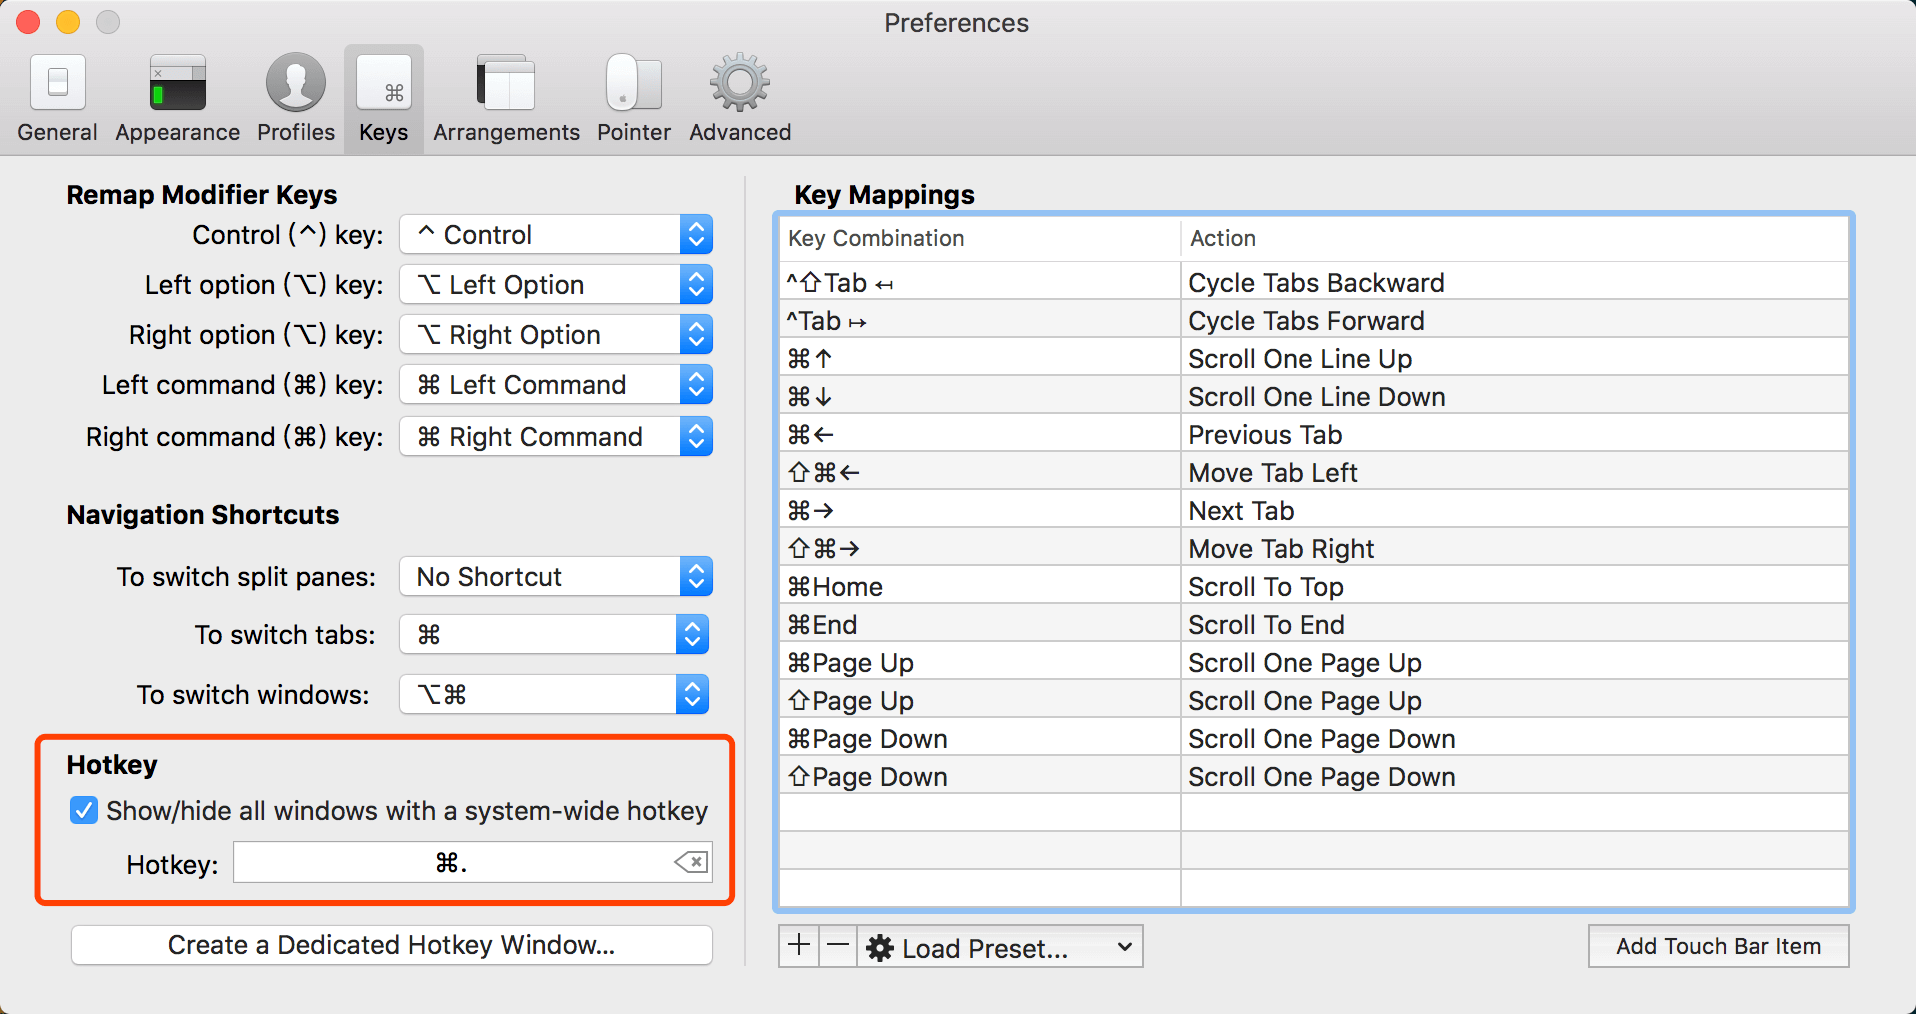 Preferences
General Appearance Profiles Keys Arrangements Pointer Advanced
Remap Modifier Keys
Control (^) key: ^ Control
Left option (⌥) key: ⌥ Left Option
Right option (⌥) key: ⌥ Right Option
Left command (⌘) key: ⌘ Left Command
Right command (⌘) key: ⌘ Right Command
Navigation Shortcuts
To switch split panes: No Shortcut
To switch tabs: ⌘
To switch windows: ⌥⌘
Hotkey
Show/hide all windows with a system-wide hotkey
Hotkey: ⌘.
Create a Dedicated Hotkey Window...
Key Mappings
Key Combination Action
^⇧Tab ↤ Cycle Tabs Backward
^Tab ↦ Cycle Tabs Forward
⌘↑ Scroll One Line Up
⌘↓ Scroll One Line Down
⌘← Previous Tab
⇧⌘← Move Tab Left
⌘→ Next Tab
⇧⌘→ Move Tab Right
⌘Home Scroll To Top
⌘End Scroll To End
⌘Page Up Scroll One Page Up
⇧Page Up Scroll One Page Up
⌘Page Down Scroll One Page Down
⇧Page Down Scroll One Page Down
Load Preset...
Add Touch Bar Item